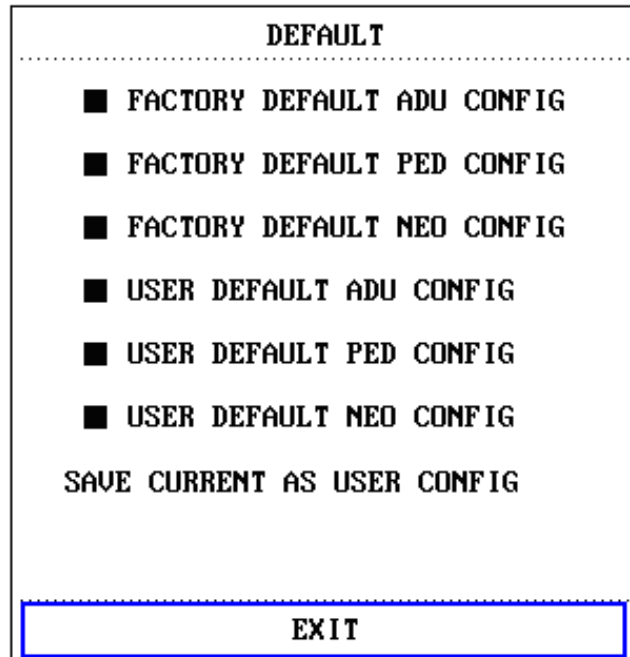 DEFAULT
FACTORY DEFAULT ADU CONFIG
FACTORY DEFAULT PED CONFIG
FACTORY DEFAULT NEO CONFIG
USER DEFAULT ADU CONFIG
USER DEFAULT PED CONFIG
USER DEFAULT NEO CONFIG
SAVE CURRENT AS USER CONFIG
EXIT